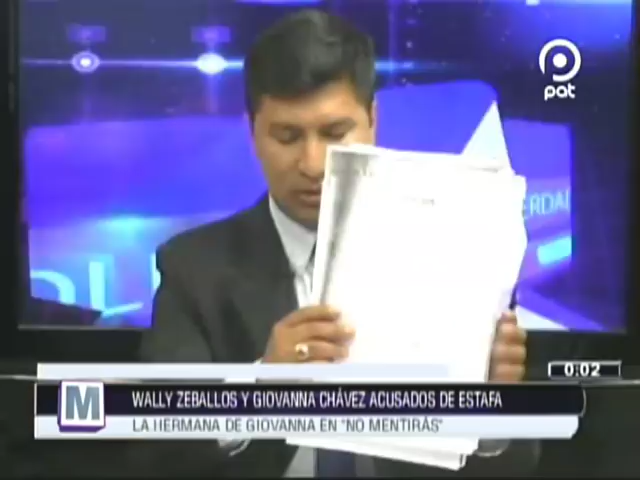 pat
0:02
M
WALLY ZEBALLOS Y GIOVANNA CHÁVEZ ACUSADOS DE ESTAFA
LA HERMANA DE GIOVANNA EN "NO MENTIRÁS"